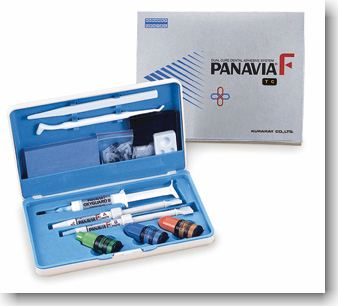 DUAL-CURE DENTAL ADHESIVE SYSTEM
PANAVIA F
TC
KURARAY CO., LTD.
OXYGUARD II
A
B